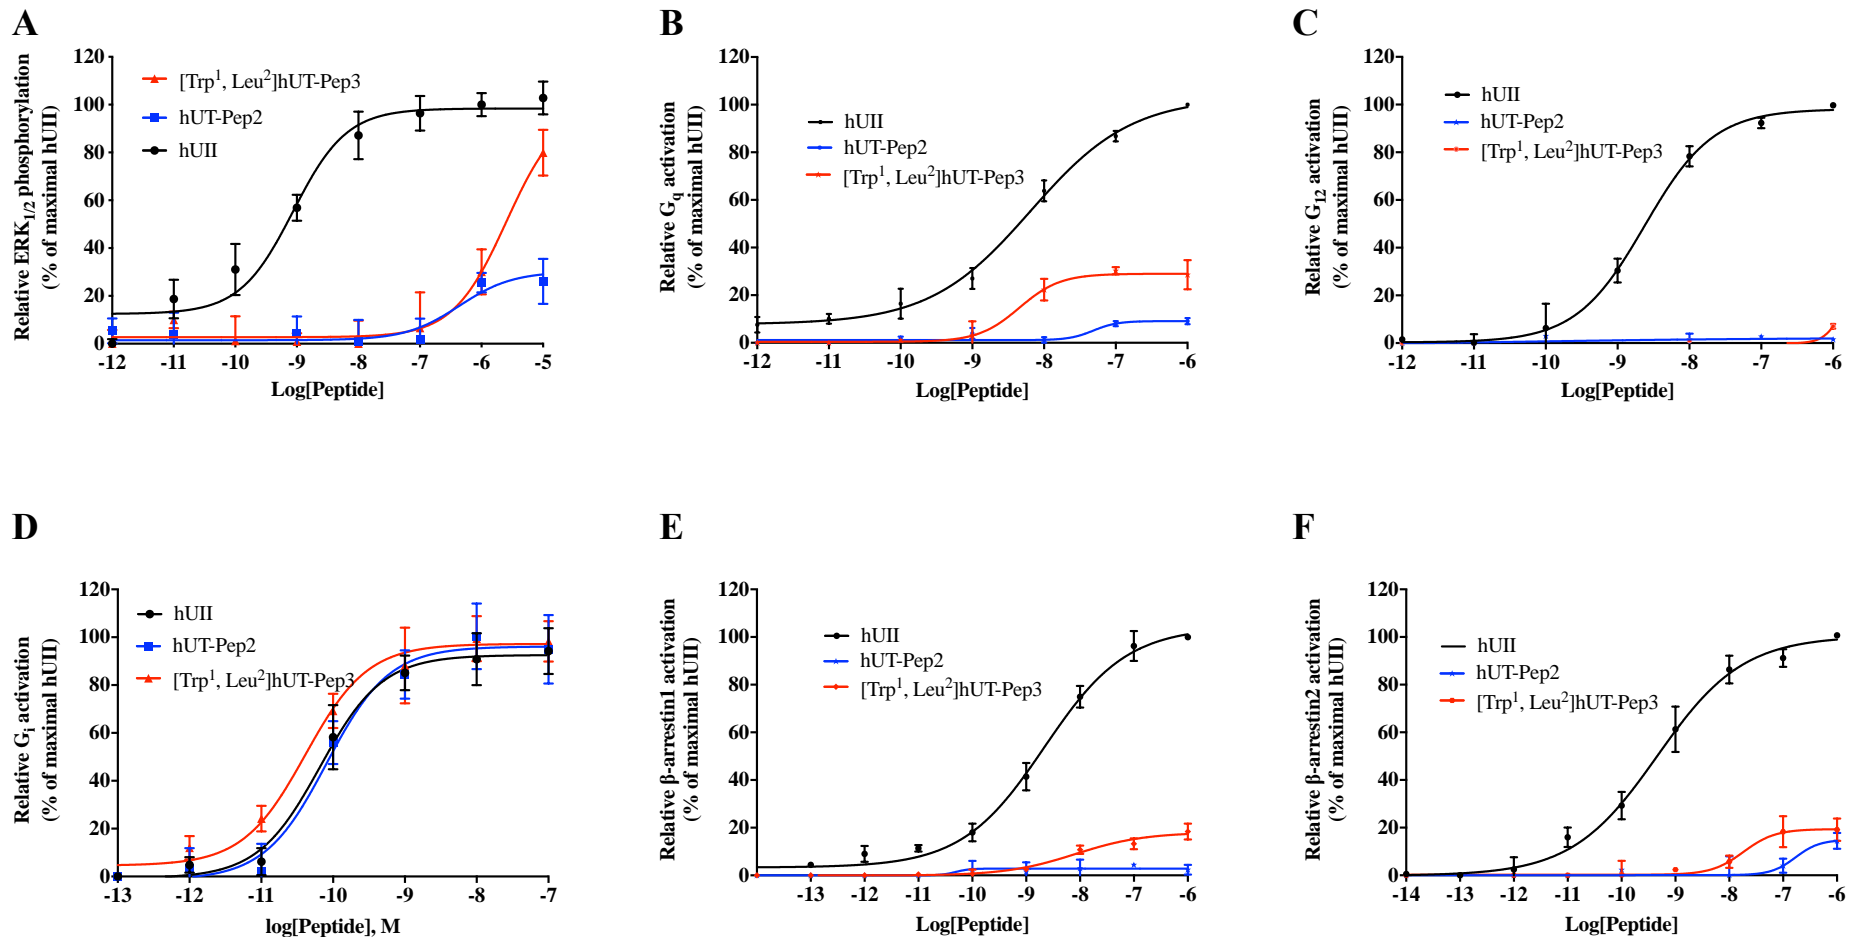 A
Relative ERK1/2 phosphorylation
(% of maximal hUII)
120
100
80
60
40
20
0
[Trp1, Leu2]hUT-Pep3
hUT-Pep2
hUII
-12 -11 -10 -9 -8 -7 -6 -5
Log[Peptide]
B
Relative Gq activation
(% of maximal hUII)
120
100
80
60
40
20
0
hUII
hUT-Pep2
[Trp1, Leu2]hUT-Pep3
-12 -11 -10 -9 -8 -7 -6
Log[Peptide]
C
Relative G12 activation
(% of maximal hUII)
120
100
80
60
40
20
0
hUII
hUT-Pep2
[Trp1, Leu2]hUT-Pep3
-12 -11 -10 -9 -8 -7 -6
Log[Peptide]
D
Relative Gi activation
(% of maximal hUII)
120
100
80
60
40
20
0
hUII
hUT-Pep2
[Trp1, Leu2]hUT-Pep3
-13 -12 -11 -10 -9 -8 -7
log[Peptide], M
E
Relative β-arrestin1 activation
(% of maximal hUII)
120
100
80
60
40
20
0
hUII
hUT-Pep2
[Trp1, Leu2]hUT-Pep3
-13 -12 -11 -10 -9 -8 -7 -6
Log[Peptide]
F
Relative β-arrestin2 activation
(% of maximal hUII)
120
100
80
60
40
20
0
hUII
hUT-Pep2
[Trp1, Leu2]hUT-Pep3
-14 -13 -12 -11 -10 -9 -8 -7 -6
Log[Peptide]